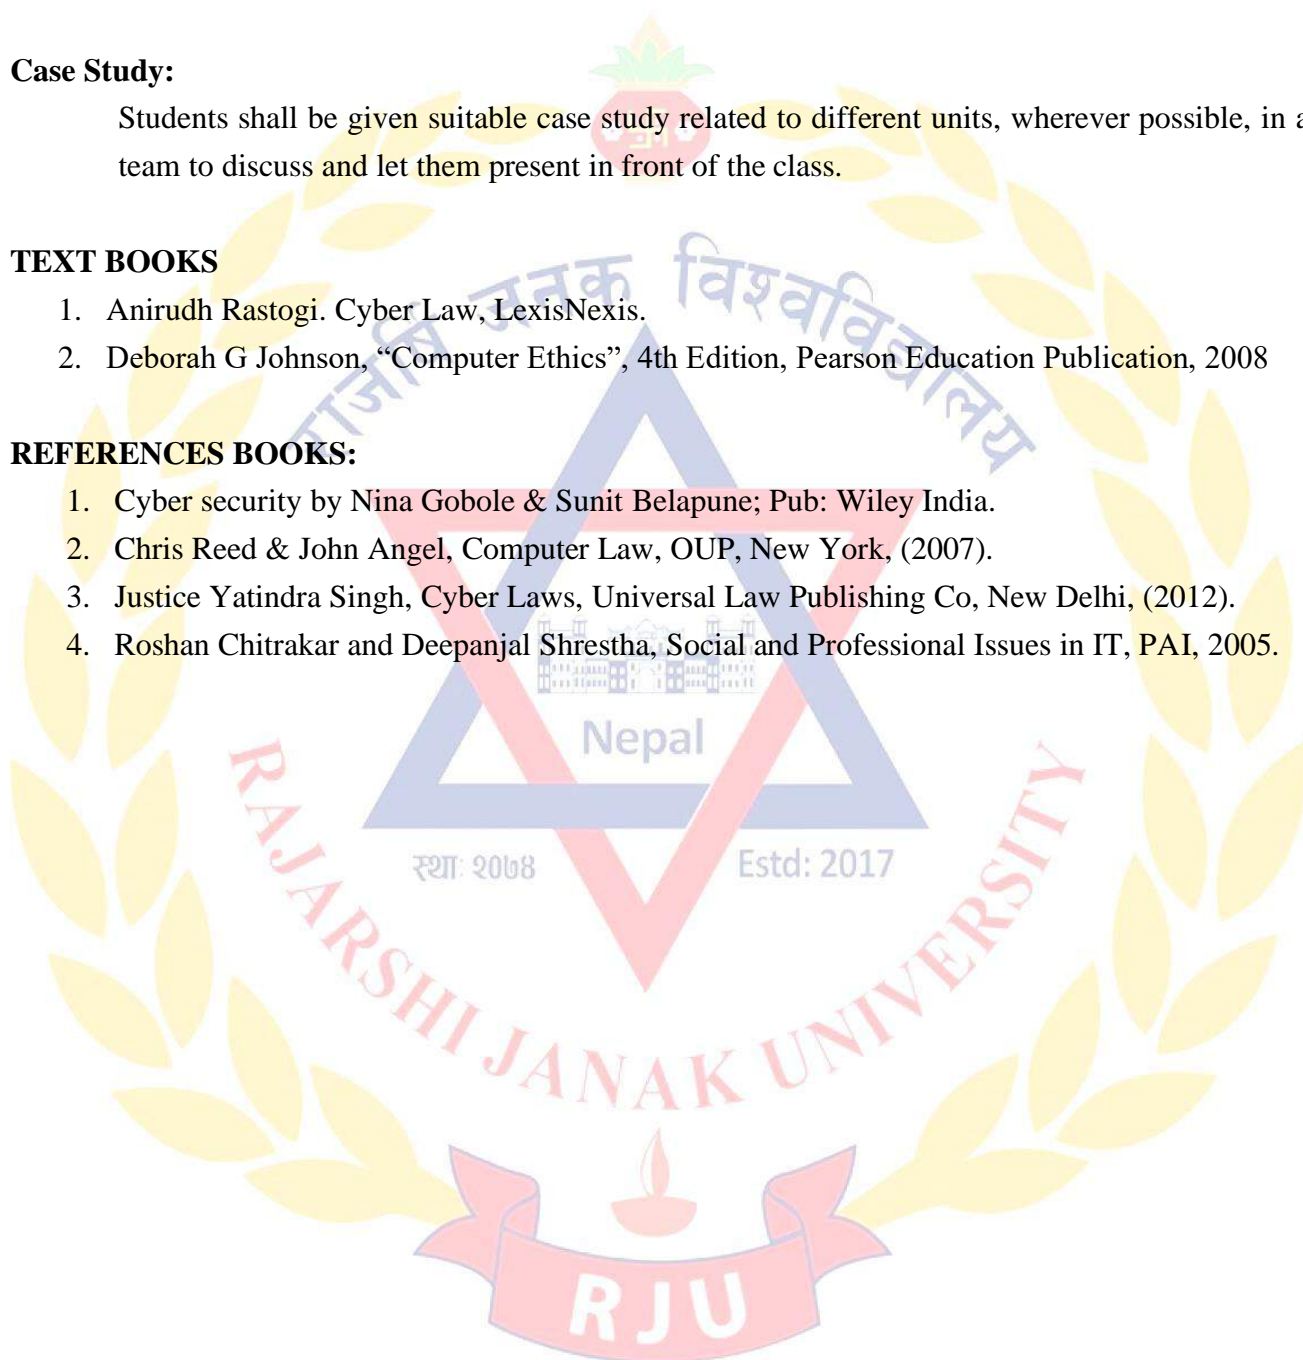 Case Study:
Students shall be given suitable case study related to different units, wherever possible, in a
team to discuss and let them present in front of the class.
TEXT BOOKS
1. Anirudh Rastogi. Cyber Law, LexisNexis.
2. Deborah G Johnson, “Computer Ethics”, 4th Edition, Pearson Education Publication, 2008
REFERENCES BOOKS:
1. Cyber security by Nina Gobole & Sunit Belapune; Pub: Wiley India.
2. Chris Reed & John Angel, Computer Law, OUP, New York, (2007).
3. Justice Yatindra Singh, Cyber Laws, Universal Law Publishing Co, New Delhi, (2012).
4. Roshan Chitrakar and Deepanjal Shrestha, Social and Professional Issues in IT, PAI, 2005.
राजर्षि जनक विश्वविद्यालय
Nepal
स्था: २०७४ Estd: 2017
RAJARSHI JANAK UNIVERSITY
RJU